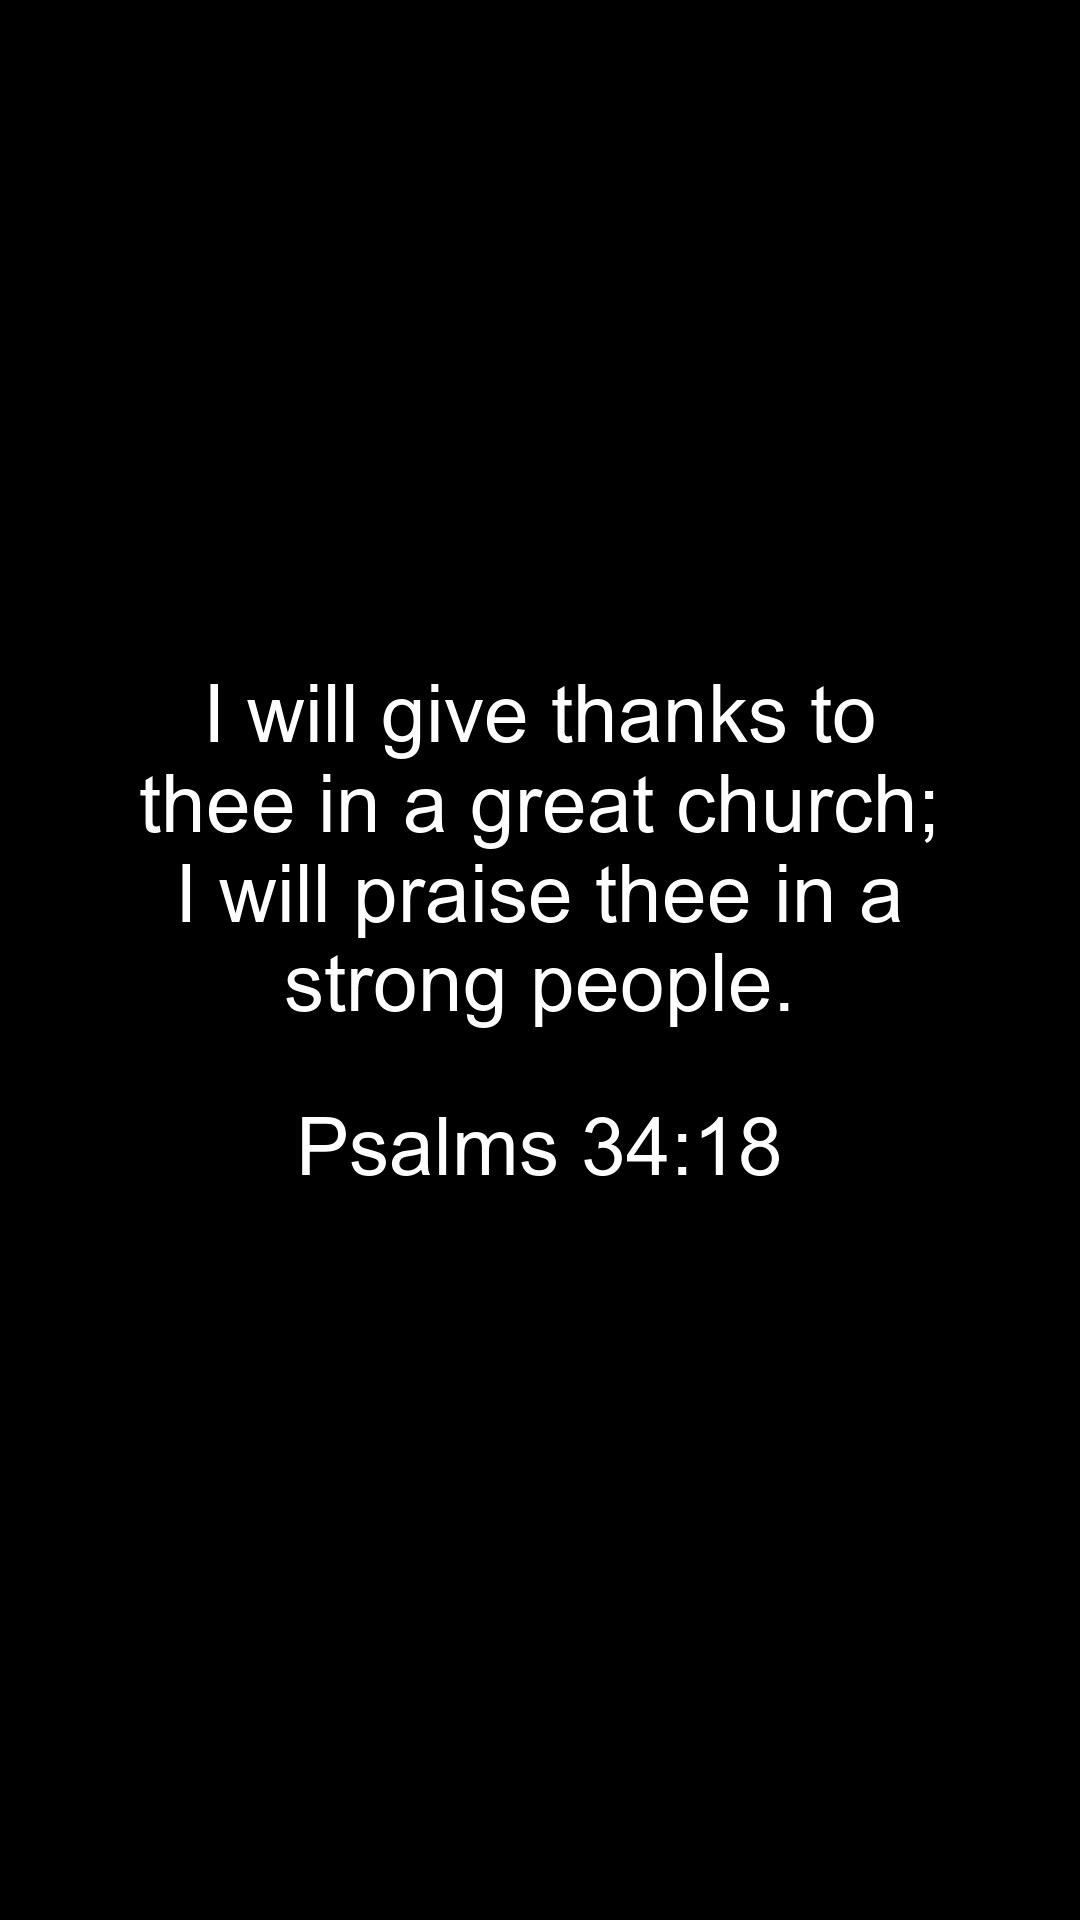 I will give thanks to
thee in a great church;
I will praise thee in a
strong people.
Psalms 34:18